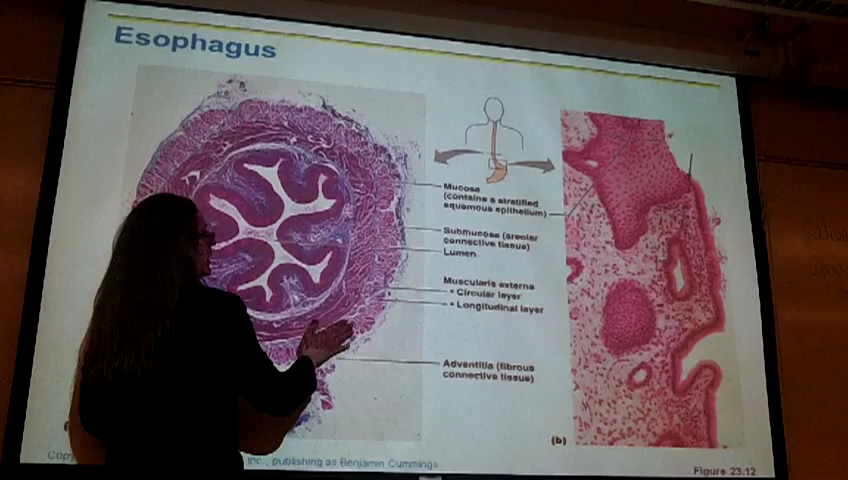 Esophagus
Mucosa
(contains a stratified
squamous epithelium)
Submucosa (areolar
connective tissue)
Lumen
Muscularis externa
• Circular layer
• Longitudinal layer
Adventitia (fibrous
connective tissue)
(b)
Inc., publishing as Benjamin Cummings
Figure 23.12